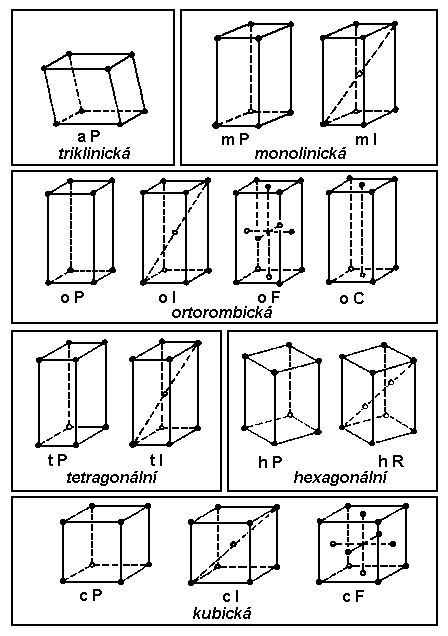 a P
triklinická
m P m I
monolinická
o P o I o F o C
ortorombická
t P t I
tetragonální
h P h R
hexagonální
c P c I c F
kubická